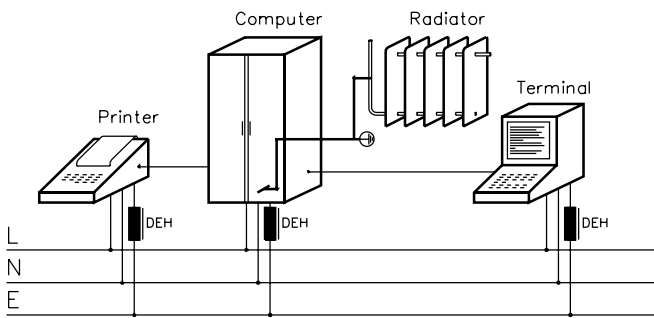 Computer
Radiator
Terminal
Printer
DEH
DEH
DEH
L
N
E